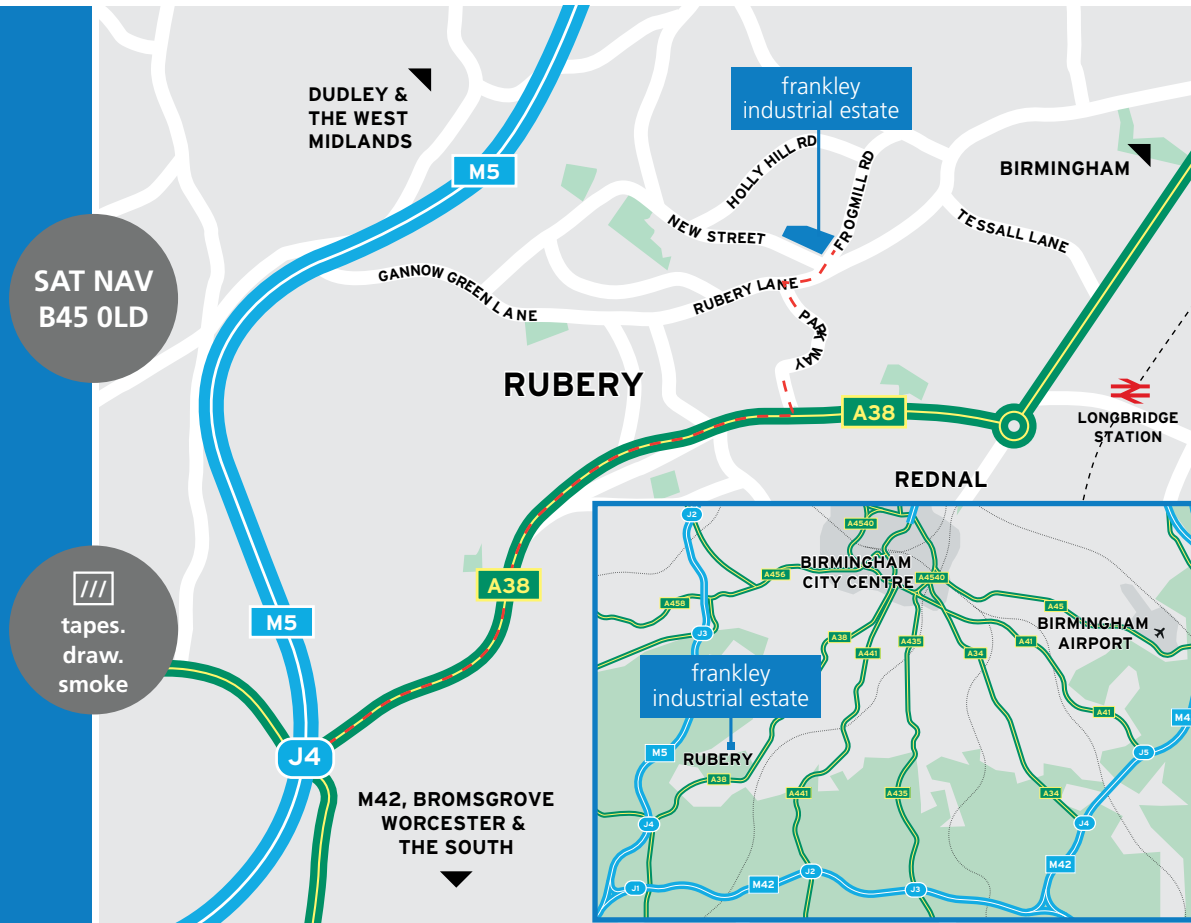 DUDLEY &
THE WEST
MIDLANDS
frankley
industrial estate
M5
HOLLY HILL RD
FROGMILL RD
BIRMINGHAM
NEW STREET
TESSALL LANE
SAT NAV
B45 0LD
GANNOW GREEN LANE
RUBERY LANE
PARK WAY
RUBERY
A38
LONGBRIDGE
STATION
REDNAL
A38
///
tapes.
draw.
smoke
M5
J4
M42, BROMSGROVE
WORCESTER &
THE SOUTH
J2
A4540
BIRMINGHAM
CITY CENTRE
A456
A4540
A458
A45
J3
BIRMINGHAM
AIRPORT
A38
A435
A41
A441
A34
frankley
industrial estate
A41
M5
RUBERY
J5
A38
A441
A435
A34
J4
J4
M42
J2
M42
J1
J3